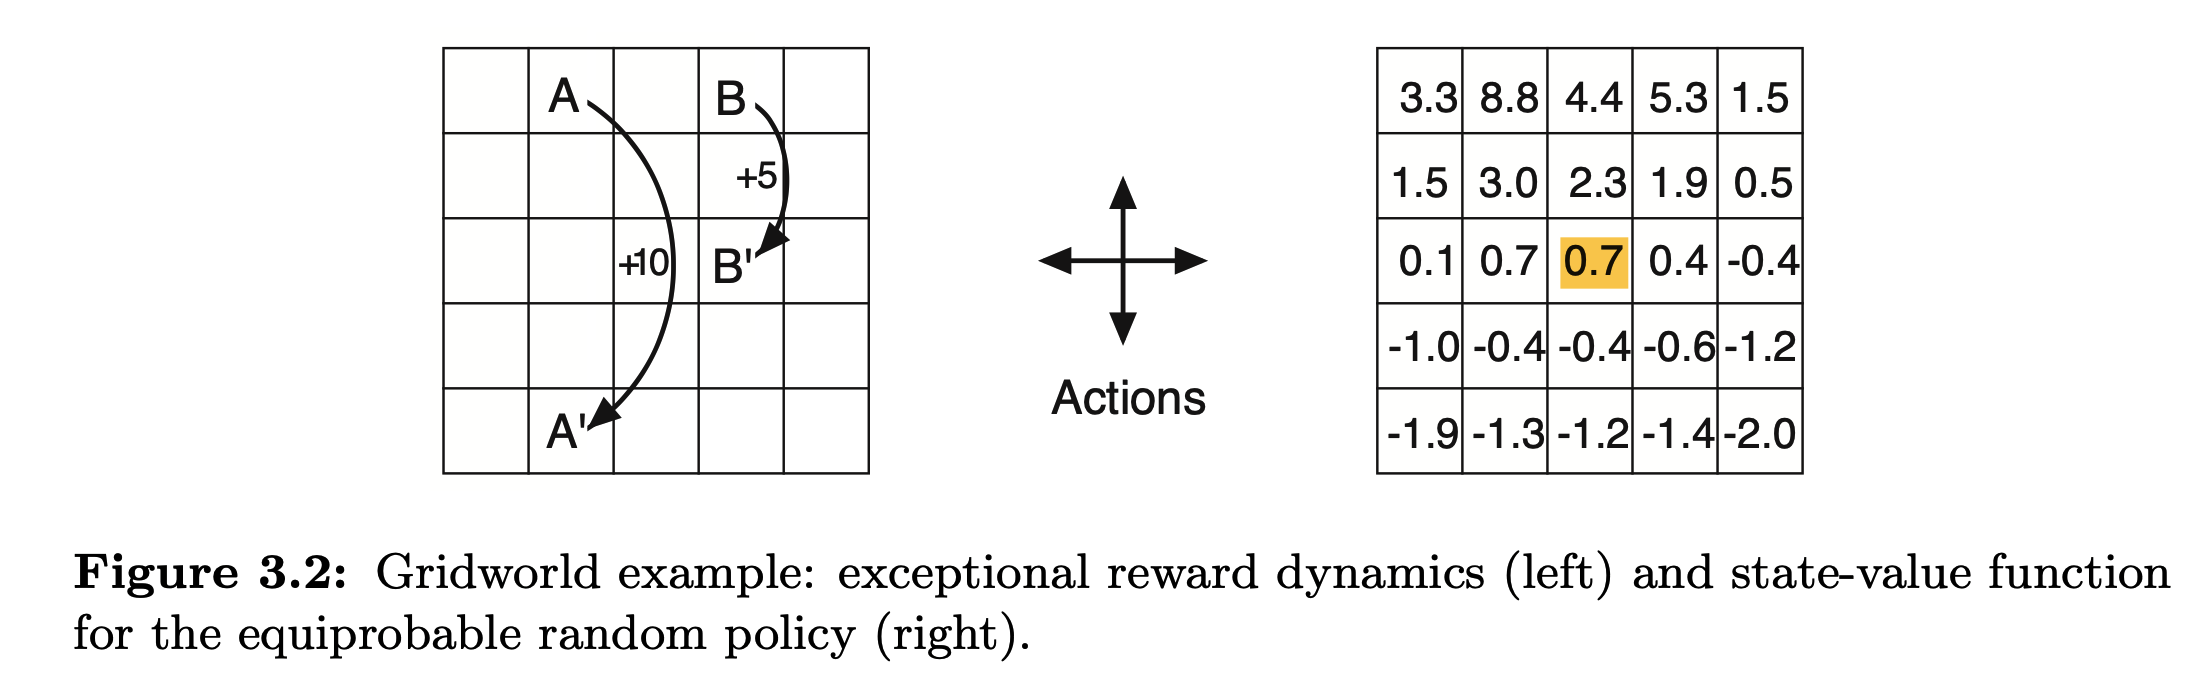 A B
+5
+10 B'
A'
Actions
3.3 8.8 4.4 5.3 1.5
1.5 3.0 2.3 1.9 0.5
0.1 0.7 0.7 0.4 -0.4
-1.0 -0.4 -0.4 -0.6 -1.2
-1.9 -1.3 -1.2 -1.4 -2.0
Figure 3.2: Gridworld example: exceptional reward dynamics (left) and state-value function
for the equiprobable random policy (right).